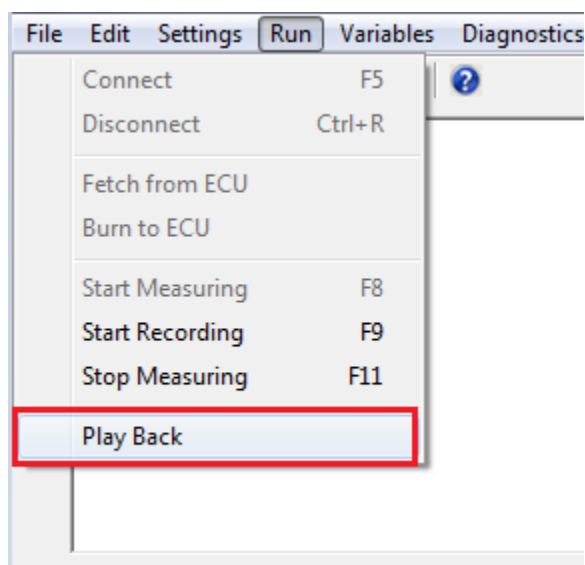 File Edit Settings Run Variables Diagnostics
Connect F5
Disconnect Ctrl+R
Fetch from ECU
Burn to ECU
Start Measuring F8
Start Recording F9
Stop Measuring F11
Play Back